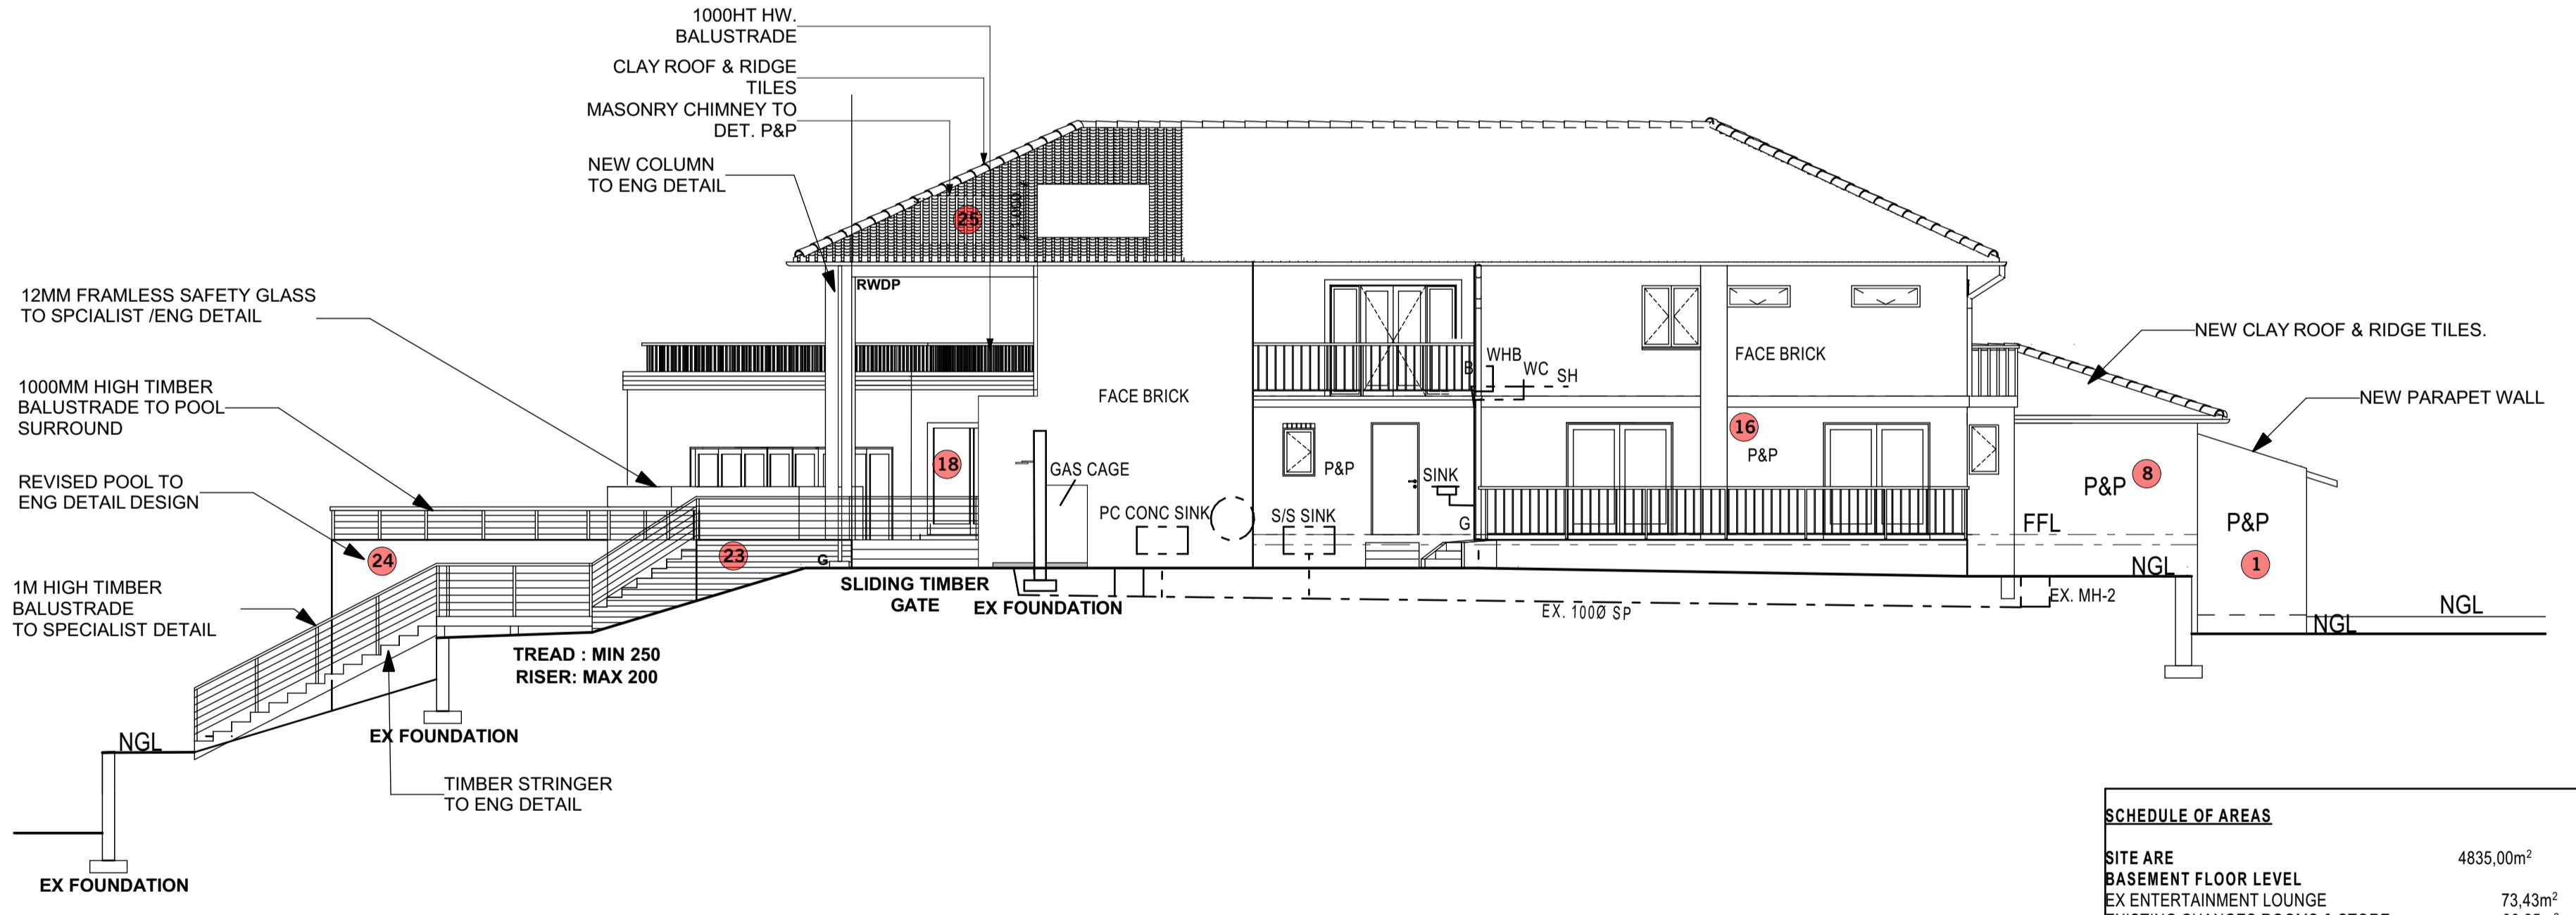 1000HT HW.
BALUSTRADE
CLAY ROOF & RIDGE
TILES
MASONRY CHIMNEY TO
DET. P&P
NEW COLUMN
TO ENG DETAIL
25
1000
RWDP
12MM FRAMLESS SAFETY GLASS
TO SPCIALIST /ENG DETAIL
1000MM HIGH TIMBER
BALUSTRADE TO POOL
SURROUND
REVISED POOL TO
ENG DETAIL DESIGN
1M HIGH TIMBER
BALUSTRADE
TO SPECIALIST DETAIL
24
23
18
G
FACE BRICK
GAS CAGE
PC CONC SINK
S/S SINK
P&P
SINK
G
B
WHB
WC
SH
FACE BRICK
16
P&P
NEW CLAY ROOF & RIDGE TILES.
NEW PARAPET WALL
P&P
8
FFL
P&P
1
NGL
EX. MH-2
NGL
NGL
SLIDING TIMBER
GATE
EX FOUNDATION
EX. 100Ø SP
TREAD : MIN 250
RISER: MAX 200
NGL
EX FOUNDATION
TIMBER STRINGER
TO ENG DETAIL
EX FOUNDATION
SCHEDULE OF AREAS
SITE ARE 4835,00m²
BASEMENT FLOOR LEVEL
EX ENTERTAINMENT LOUNGE 73,43m²